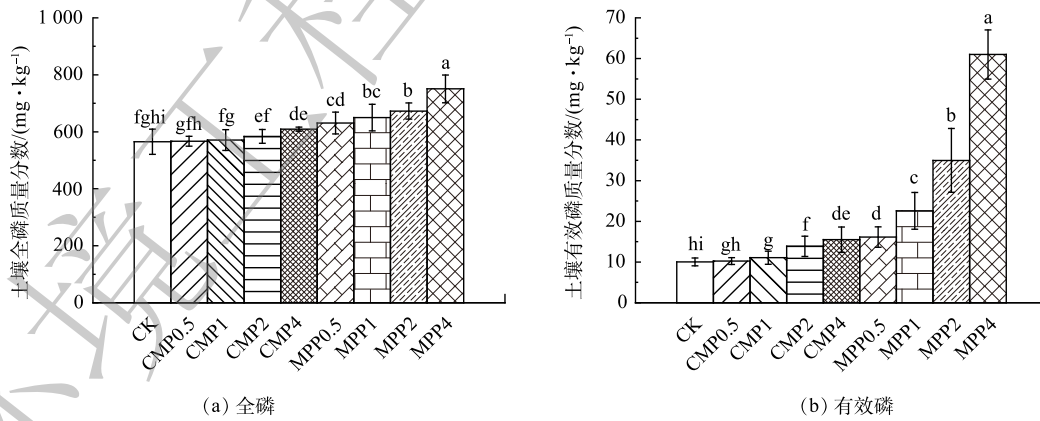 1 000
800
600
400
200
0
土壤全磷质量分数/(mg·kg⁻¹)
fghi
gfh
fg
ef
de
cd
bc
b
a
CK
CMP0.5
CMP1
CMP2
CMP4
MPP0.5
MPP1
MPP2
MPP4
(a) 全磷
70
60
50
40
30
20
10
0
土壤有效磷质量分数/(mg·kg⁻¹)
hi
gh
g
f
de
d
c
b
a
CK
CMP0.5
CMP1
CMP2
CMP4
MPP0.5
MPP1
MPP2
MPP4
(b) 有效磷
境工程